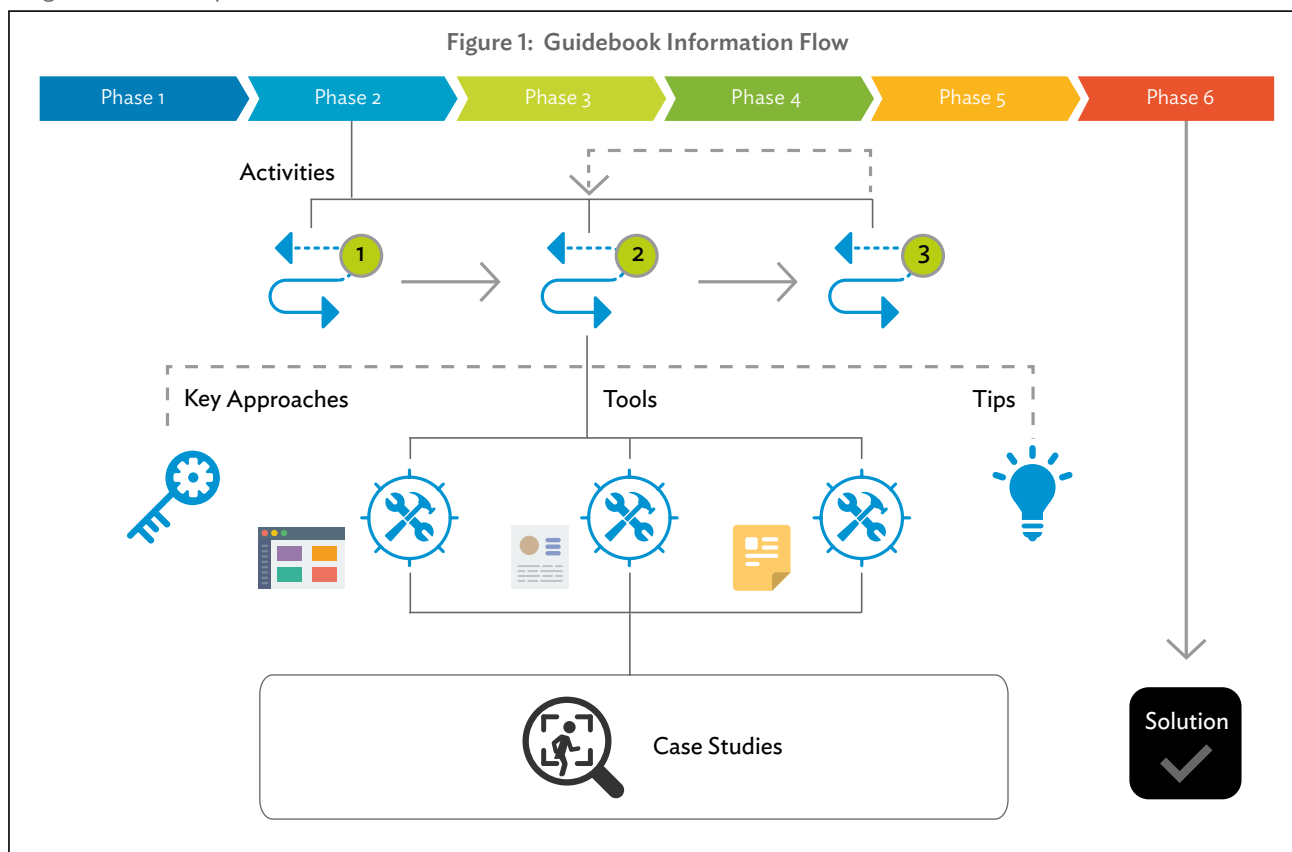 Figure 1: Guidebook Information Flow
Phase 1
Phase 2
Phase 3
Phase 4
Phase 5
Phase 6
Activities
1
2
3
Key Approaches
Tools
Tips
Case Studies
Solution